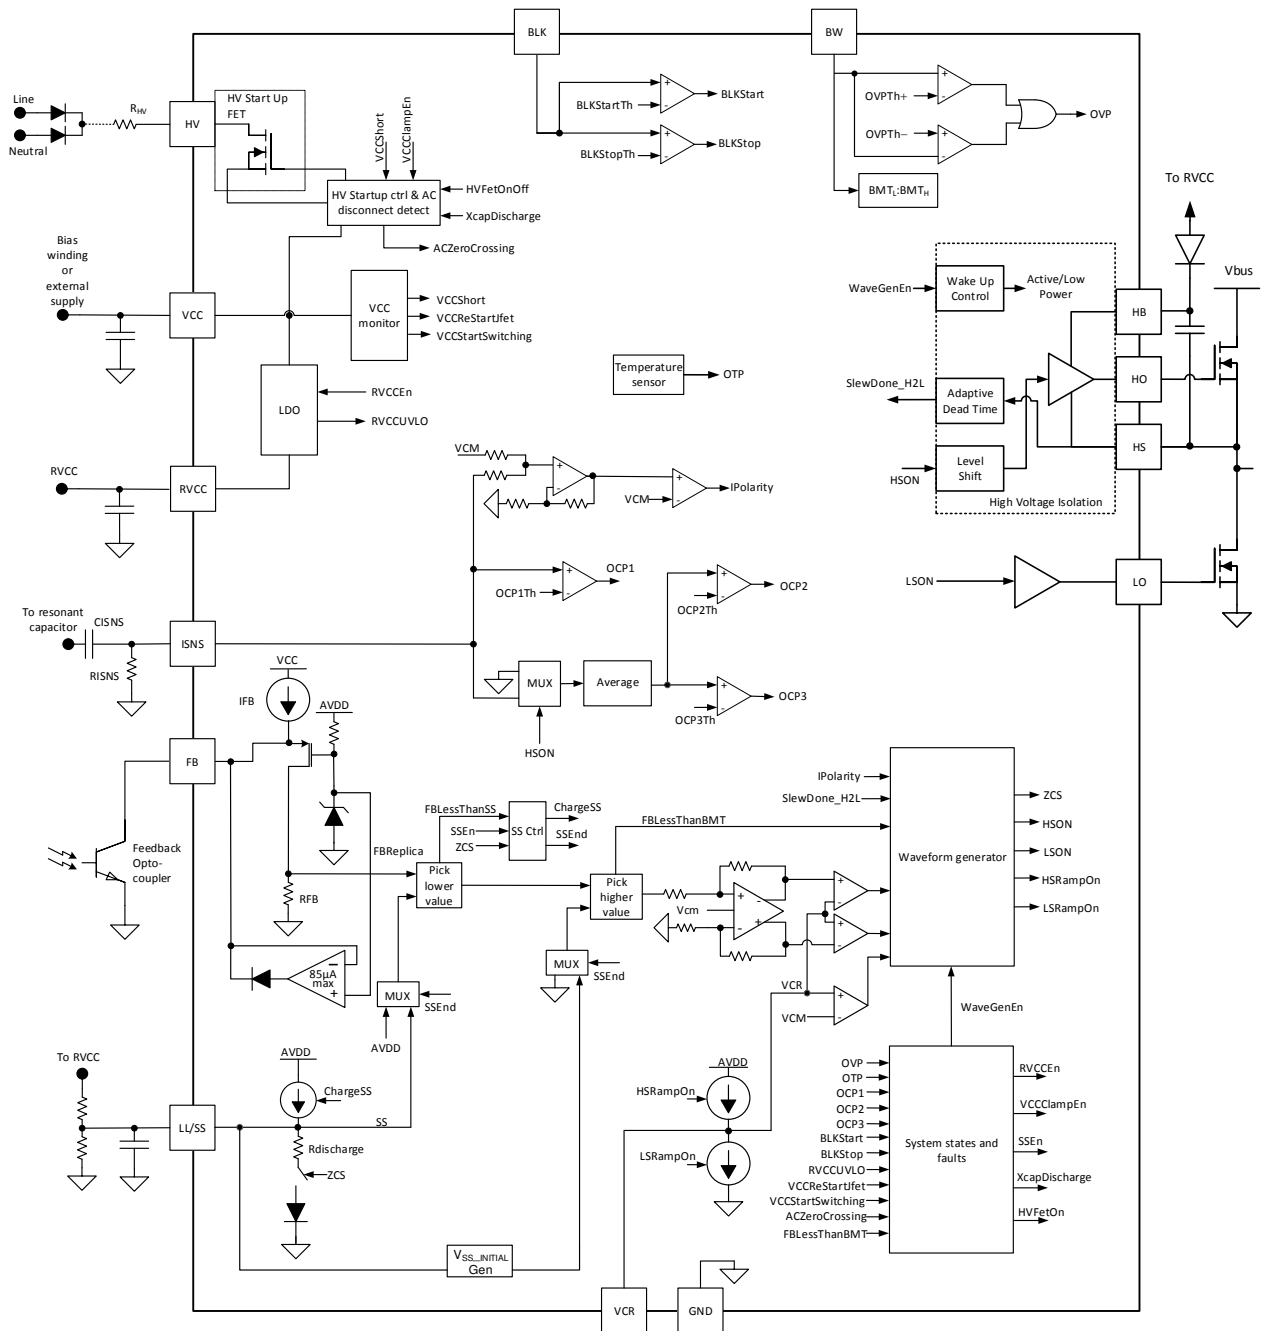 BLK
BW
Line
Neutral
RHV
HV
HV Start Up
FET
VCCShort
VCCClampEn
HV Startup ctrl & AC
disconnect detect
HVFetOnOff
XcapDischarge
ACZeroCrossing
BLKStartTh
BLKStart
BLKStopTh
BLKStop
+
-
+
-
OVPTh+
OVPTh−
+
-
+
-
OVP
BMTL:BMTH
To RVCC
Vbus
Bias
winding
or
external
supply
VCC
VCC
monitor
VCCShort
VCCReStartJfet
VCCStartSwitching
LDO
RVCCEn
RVCCUVLO
RVCC
RVCC
Temperature
sensor
OTP
WaveGenEn
Wake Up
Control
Active/Low
Power
HB
SlewDone_H2L
Adaptive
Dead Time
HO
HS
HSON
Level
Shift
High Voltage Isolation
LSON
LO
VCM
+
-
VCM
+
-
IPolarity
OCP1Th
+
-
OCP1
OCP2Th
+
-
OCP2
To resonant
capacitor
CISNS
RISNS
ISNS
MUX
HSON
Average
OCP3Th
+
-
OCP3
VCC
IFB
AVDD
FB
Feedback
Opto-
coupler
FBReplica
RFB
85µA
max
−
+
FBLessThanSS
SSEn
ZCS
SS Ctrl
ChargeSS
SSEnd
Pick
lower
value
MUX
SSEnd
AVDD
FBLessThanBMT
Pick
higher
value
MUX
SSEnd
Vcm
+
-
-
+
+
-
+
-
VCR
VCM
+
-
IPolarity
SlewDone_H2L
Waveform generator
ZCS
HSON
LSON
HSRampOn
LSRampOn
WaveGenEn
To RVCC
LL/SS
AVDD
ChargeSS
SS
Rdischarge
ZCS
VSS_INITIAL
Gen
AVDD
HSRampOn
LSRampOn
OVP
OTP
OCP1
OCP2
OCP3
BLKStart
BLKStop
RVCCUVLO
VCCReStartJfet
VCCStartSwitching
ACZeroCrossing
FBLessThanBMT
System states and
faults
RVCCEn
VCCClampEn
SSEn
XcapDischarge
HVFetOn
VCR
GND